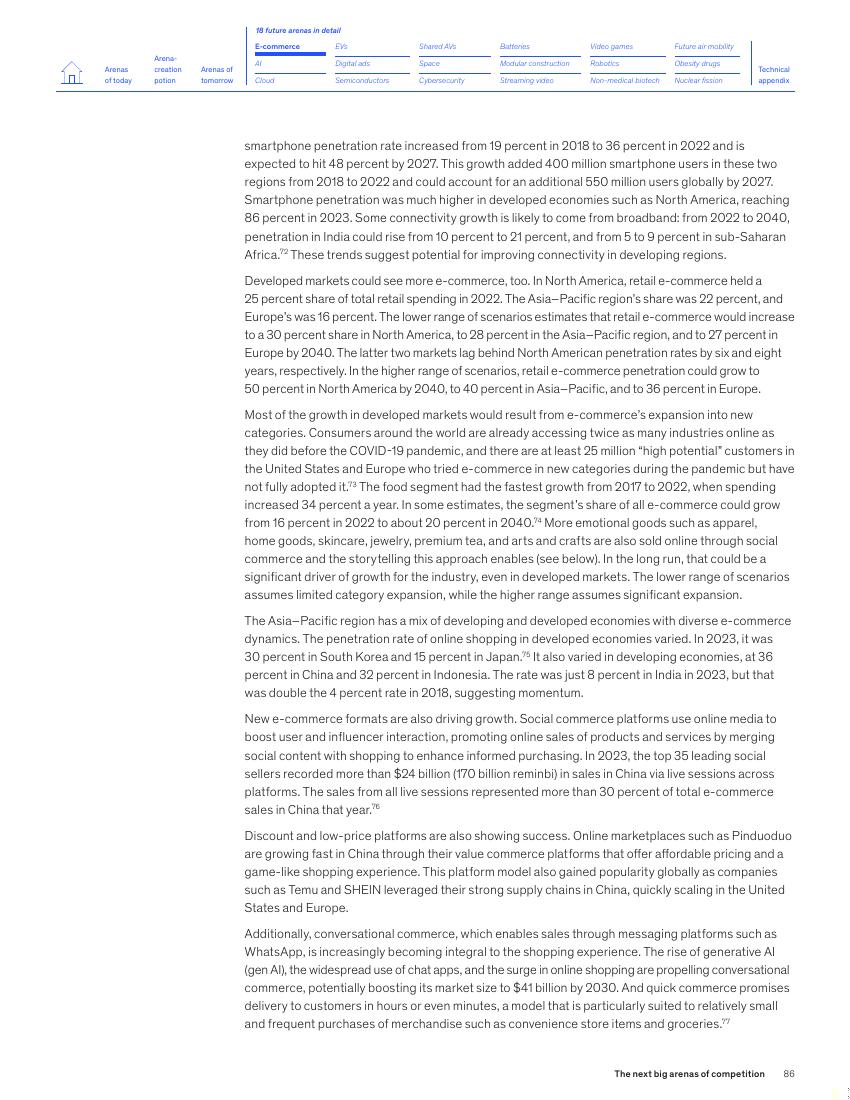 18 future arenas in detail
Arenas
of today
Arena-
creation
potion
Arenas of
tomorrow
E-commerce
EVs
Shared AVs
Batteries
Video games
Future air mobility
AI
Digital ads
Space
Modular construction
Robotics
Obesity drugs
Cloud
Semiconductors
Cybersecurity
Streaming video
Non-medical biotech
Nuclear fission
Technical
appendix
smartphone penetration rate increased from 19 percent in 2018 to 36 percent in 2022 and is
expected to hit 48 percent by 2027. This growth added 400 million smartphone users in these two
regions from 2018 to 2022 and could account for an additional 550 million users globally by 2027.
Smartphone penetration was much higher in developed economies such as North America, reaching
86 percent in 2023. Some connectivity growth is likely to come from broadband: from 2022 to 2040,
penetration in India could rise from 10 percent to 21 percent, and from 5 to 9 percent in sub-Saharan
Africa.72 These trends suggest potential for improving connectivity in developing regions.
Developed markets could see more e-commerce, too. In North America, retail e-commerce held a
25 percent share of total retail spending in 2022. The Asia–Pacific region's share was 22 percent, and
Europe's was 16 percent. The lower range of scenarios estimates that retail e-commerce would increase
to a 30 percent share in North America, to 28 percent in the Asia–Pacific region, and to 27 percent in
Europe by 2040. The latter two markets lag behind North American penetration rates by six and eight
years, respectively. In the higher range of scenarios, retail e-commerce penetration could grow to
50 percent in North America by 2040, to 40 percent in Asia–Pacific, and to 36 percent in Europe.
Most of the growth in developed markets would result from e-commerce's expansion into new
categories. Consumers around the world are already accessing twice as many industries online as
they did before the COVID-19 pandemic, and there are at least 25 million “high potential” customers in
the United States and Europe who tried e-commerce in new categories during the pandemic but have
not fully adopted it.73 The food segment had the fastest growth from 2017 to 2022, when spending
increased 34 percent a year. In some estimates, the segment's share of all e-commerce could grow
from 16 percent in 2022 to about 20 percent in 2040.74 More emotional goods such as apparel,
home goods, skincare, jewelry, premium tea, and arts and crafts are also sold online through social
commerce and the storytelling this approach enables (see below). In the long run, that could be a
significant driver of growth for the industry, even in developed markets. The lower range of scenarios
assumes limited category expansion, while the higher range assumes significant expansion.
The Asia–Pacific region has a mix of developing and developed economies with diverse e-commerce
dynamics. The penetration rate of online shopping in developed economies varied. In 2023, it was
30 percent in South Korea and 15 percent in Japan.75 It also varied in developing economies, at 36
percent in China and 32 percent in Indonesia. The rate was just 8 percent in India in 2023, but that
was double the 4 percent rate in 2018, suggesting momentum.
New e-commerce formats are also driving growth. Social commerce platforms use online media to
boost user and influencer interaction, promoting online sales of products and services by merging
social content with shopping to enhance informed purchasing. In 2023, the top 35 leading social
sellers recorded more than $24 billion (170 billion reminbi) in sales in China via live sessions across
platforms. The sales from all live sessions represented more than 30 percent of total e-commerce
sales in China that year.76
Discount and low-price platforms are also showing success. Online marketplaces such as Pinduoduo
are growing fast in China through their value commerce platforms that offer affordable pricing and a
game-like shopping experience. This platform model also gained popularity globally as companies
such as Temu and SHEIN leveraged their strong supply chains in China, quickly scaling in the United
States and Europe.
Additionally, conversational commerce, which enables sales through messaging platforms such as
WhatsApp, is increasingly becoming integral to the shopping experience. The rise of generative AI
(gen AI), the widespread use of chat apps, and the surge in online shopping are propelling conversational
commerce, potentially boosting its market size to $41 billion by 2030. And quick commerce promises
delivery to customers in hours or even minutes, a model that is particularly suited to relatively small
and frequent purchases of merchandise such as convenience store items and groceries.77
The next big arenas of competition 86